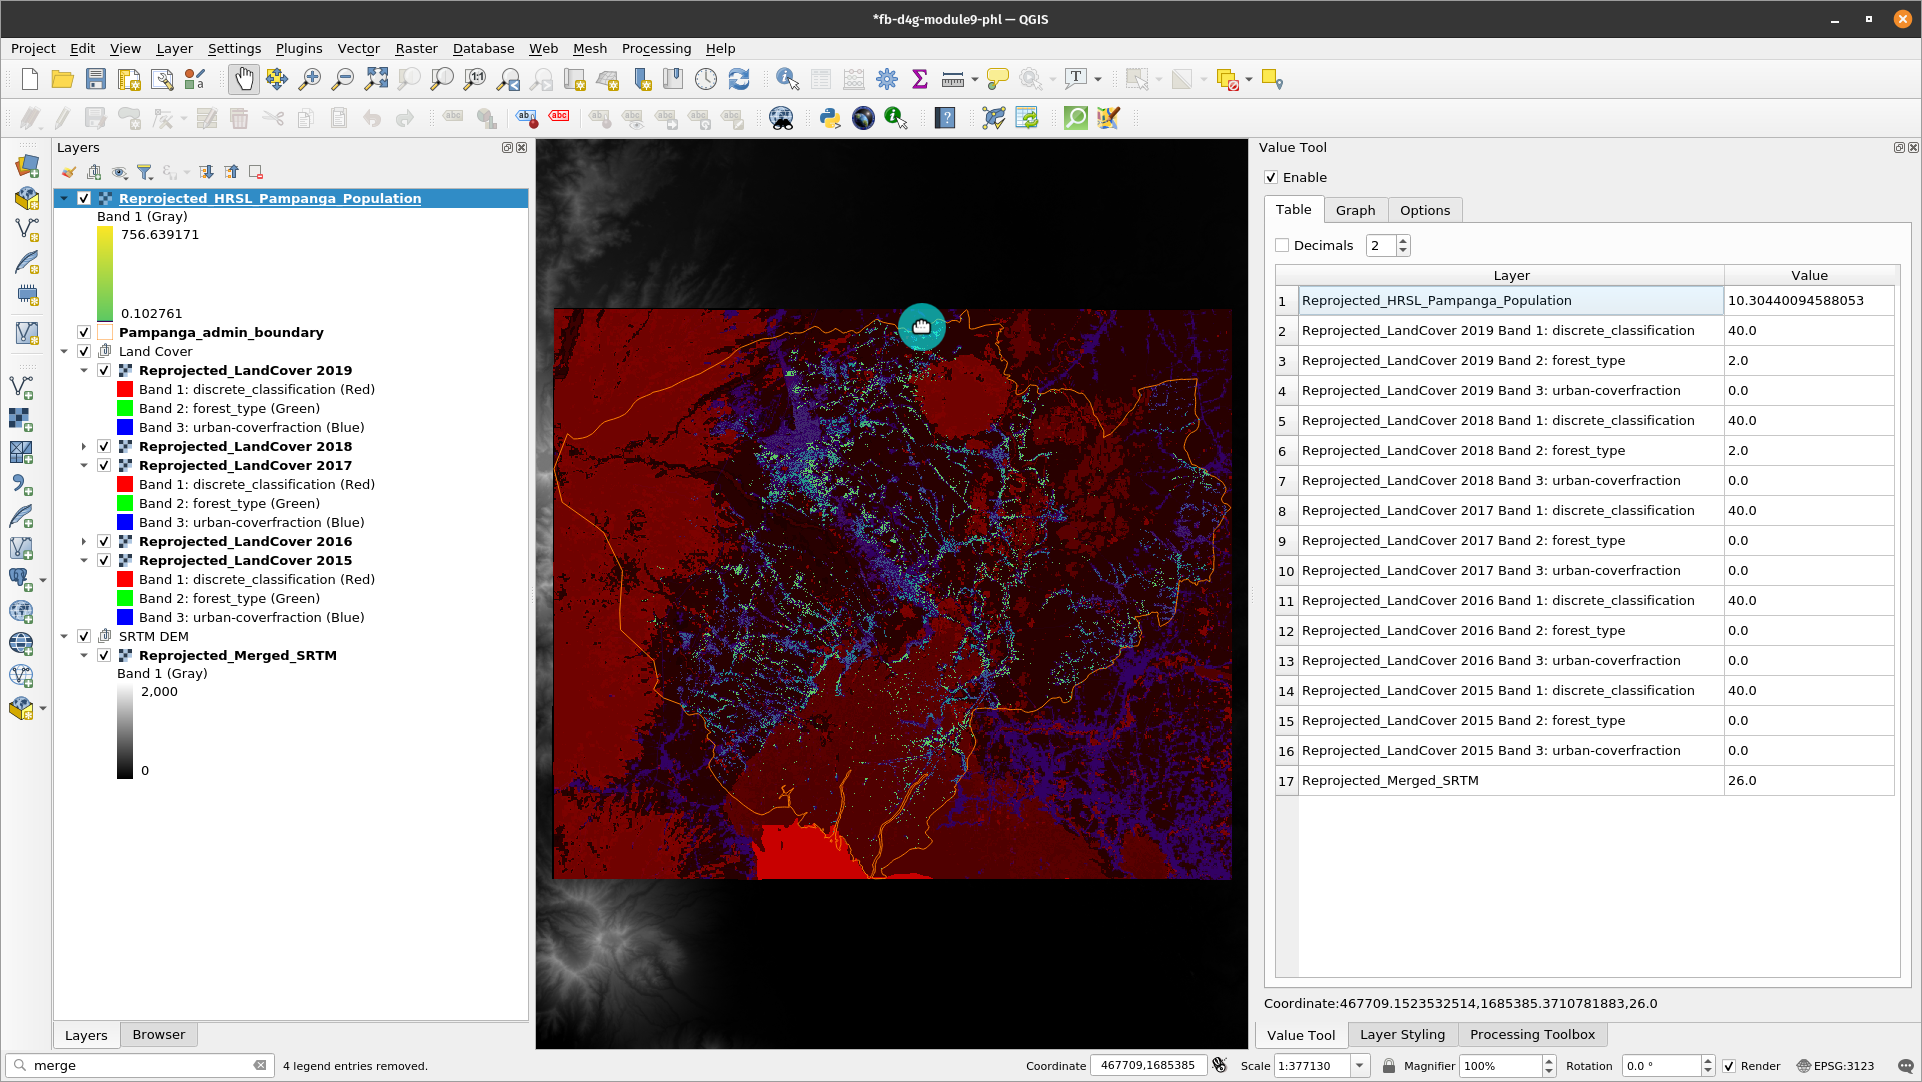 *fb-d4g-module9-phl — QGIS
Project Edit View Layer Settings Plugins Vector Raster Database Web Mesh Processing Help
Layers
Reprojected_HRSL_Pampanga_Population
Band 1 (Gray)
756.639171
0.102761
Pampanga_admin_boundary
Land Cover
Reprojected_LandCover 2019
Band 1: discrete_classification (Red)
Band 2: forest_type (Green)
Band 3: urban-coverfraction (Blue)
Reprojected_LandCover 2018
Reprojected_LandCover 2017
Band 1: discrete_classification (Red)
Band 2: forest_type (Green)
Band 3: urban-coverfraction (Blue)
Reprojected_LandCover 2016
Reprojected_LandCover 2015
Band 1: discrete_classification (Red)
Band 2: forest_type (Green)
Band 3: urban-coverfraction (Blue)
SRTM DEM
Reprojected_Merged_SRTM
Band 1 (Gray)
2,000
0
Layers Browser
Value Tool
Enable
Table Graph Options
Decimals 2
Layer Value
1 Reprojected_HRSL_Pampanga_Population 10.30440094588053
2 Reprojected_LandCover 2019 Band 1: discrete_classification 40.0
3 Reprojected_LandCover 2019 Band 2: forest_type 2.0
4 Reprojected_LandCover 2019 Band 3: urban-coverfraction 0.0
5 Reprojected_LandCover 2018 Band 1: discrete_classification 40.0
6 Reprojected_LandCover 2018 Band 2: forest_type 2.0
7 Reprojected_LandCover 2018 Band 3: urban-coverfraction 0.0
8 Reprojected_LandCover 2017 Band 1: discrete_classification 40.0
9 Reprojected_LandCover 2017 Band 2: forest_type 0.0
10 Reprojected_LandCover 2017 Band 3: urban-coverfraction 0.0
11 Reprojected_LandCover 2016 Band 1: discrete_classification 40.0
12 Reprojected_LandCover 2016 Band 2: forest_type 0.0
13 Reprojected_LandCover 2016 Band 3: urban-coverfraction 0.0
14 Reprojected_LandCover 2015 Band 1: discrete_classification 40.0
15 Reprojected_LandCover 2015 Band 2: forest_type 0.0
16 Reprojected_LandCover 2015 Band 3: urban-coverfraction 0.0
17 Reprojected_Merged_SRTM 26.0
Coordinate:467709.1523532514,1685385.3710781883,26.0
Value Tool Layer Styling Processing Toolbox
merge 4 legend entries removed. Coordinate 467709,1685385 Scale 1:377130 Magnifier 100% Rotation 0.0 ° Render EPSG:3123